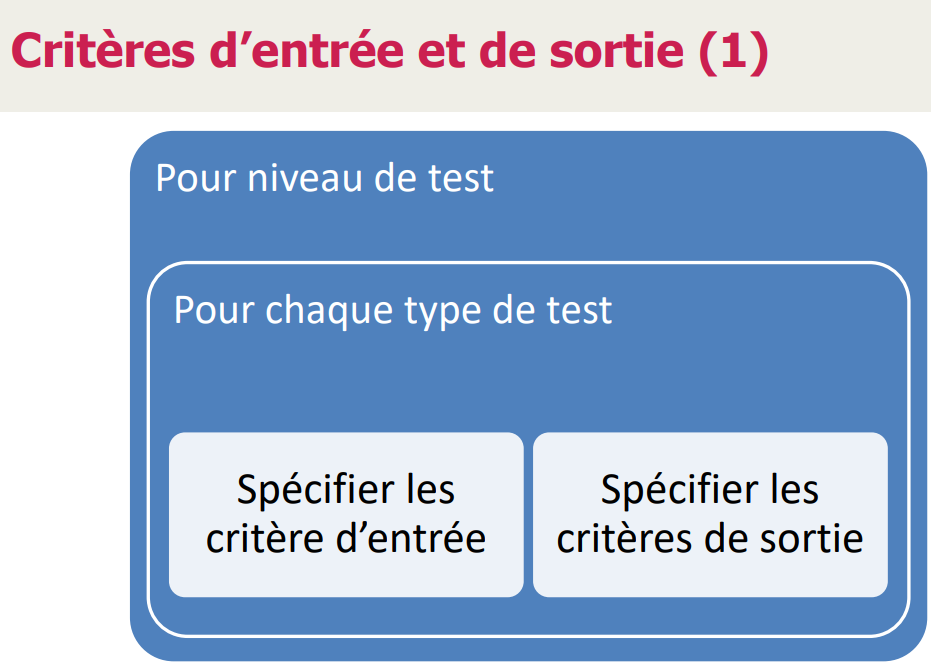 Critères d’entrée et de sortie (1)
Pour niveau de test
Pour chaque type de test
Spécifier les
critère d’entrée
Spécifier les
critères de sortie